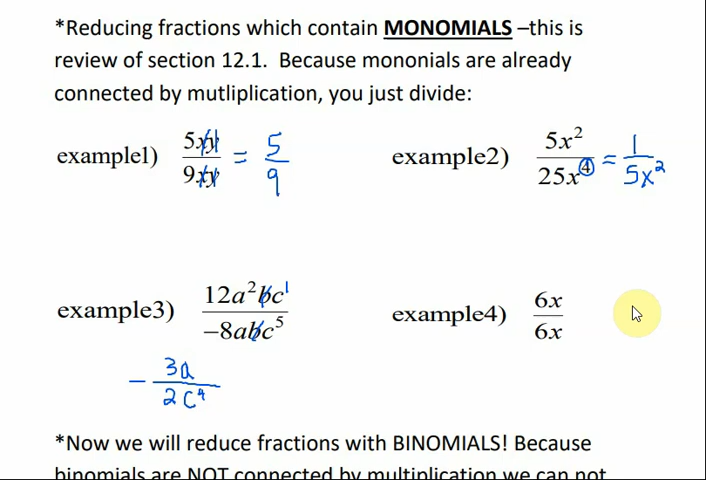 *Reducing fractions which contain MONOMIALS –this is
review of section 12.1. Because mononials are already
connected by mutliplication, you just divide:
example1) 5xy/9xy = 5/9
example2) 5x²/25x⁴ = 1/5x²
example3) 12a²bc¹/−8abc⁵
− 3a/2c⁴
example4) 6x/6x
*Now we will reduce fractions with BINOMIALS! Because
binomials are NOT connected by multiplication we can not